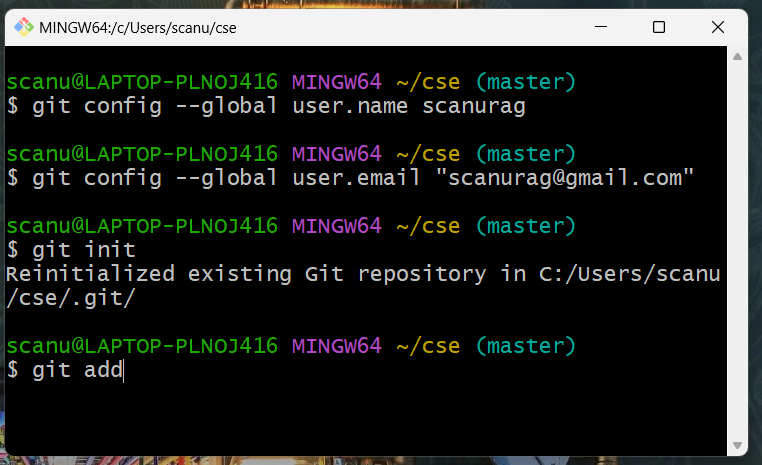 MINGW64:/c/Users/scanu/cse
scanu@LAPTOP-PLNOJ416 MINGW64 ~/cse (master)
$ git config --global user.name scanurag
scanu@LAPTOP-PLNOJ416 MINGW64 ~/cse (master)
$ git config --global user.email "scanurag@gmail.com"
scanu@LAPTOP-PLNOJ416 MINGW64 ~/cse (master)
$ git init
Reinitialized existing Git repository in C:/Users/scanu
/cse/.git/
scanu@LAPTOP-PLNOJ416 MINGW64 ~/cse (master)
$ git add